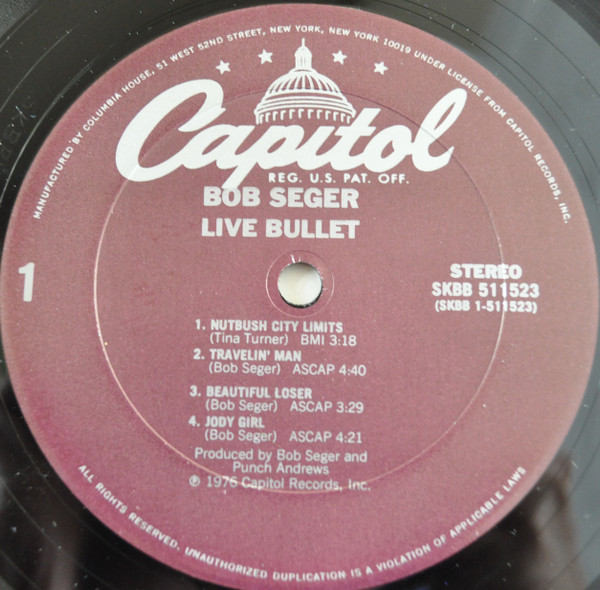 MANUFACTURED BY COLUMBIA HOUSE, 51 WEST 52ND STREET, NEW YORK, NEW YORK 10019 UNDER LICENSE FROM CAPITOL RECORDS, INC.
Capitol
REG. U.S. PAT. OFF.
BOB SEGER
LIVE BULLET
1
STEREO
SKBB 511523
(SKBB 1-511523)
1. NUTBUSH CITY LIMITS
(Tina Turner) BMI 3:18
2. TRAVELIN' MAN
(Bob Seger) ASCAP 4:40
3. BEAUTIFUL LOSER
(Bob Seger) ASCAP 3:29
4. JODY GIRL
(Bob Seger) ASCAP 4:21
Produced by Bob Seger and
Punch Andrews
℗ 1976 Capitol Records, Inc.
ALL RIGHTS RESERVED. UNAUTHORIZED DUPLICATION IS A VIOLATION OF APPLICABLE LAWS